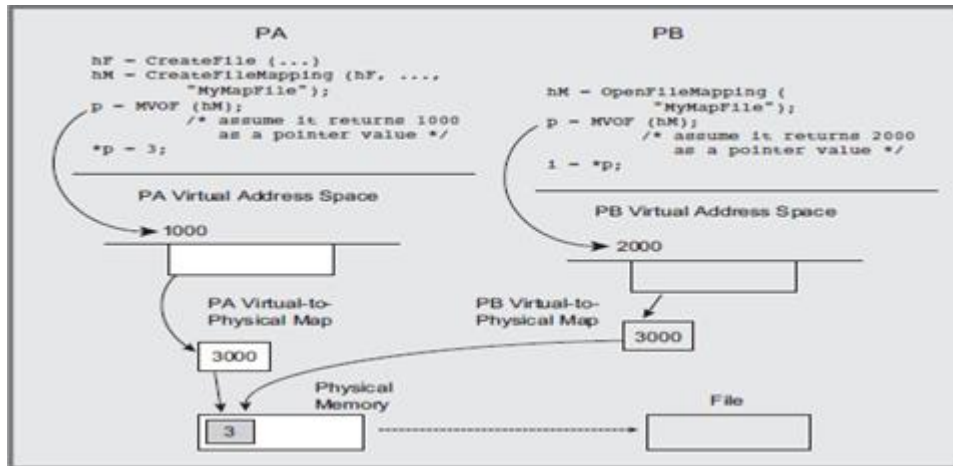 PA
hF = CreateFile (...)
hM = CreateFileMapping (hF, ...,
"MyMapFile");
p = MVOF (hM);
/* assume it returns 1000
as a pointer value */
*p = 3;
PA Virtual Address Space
1000
PA Virtual-to-
Physical Map
3000
PB
hM = OpenFileMapping (
"MyMapFile");
p = MVOF (hM);
/* assume it returns 2000
as a pointer value */
i = *p;
PB Virtual Address Space
2000
PB Virtual-to-
Physical Map
3000
Physical
Memory
3
File